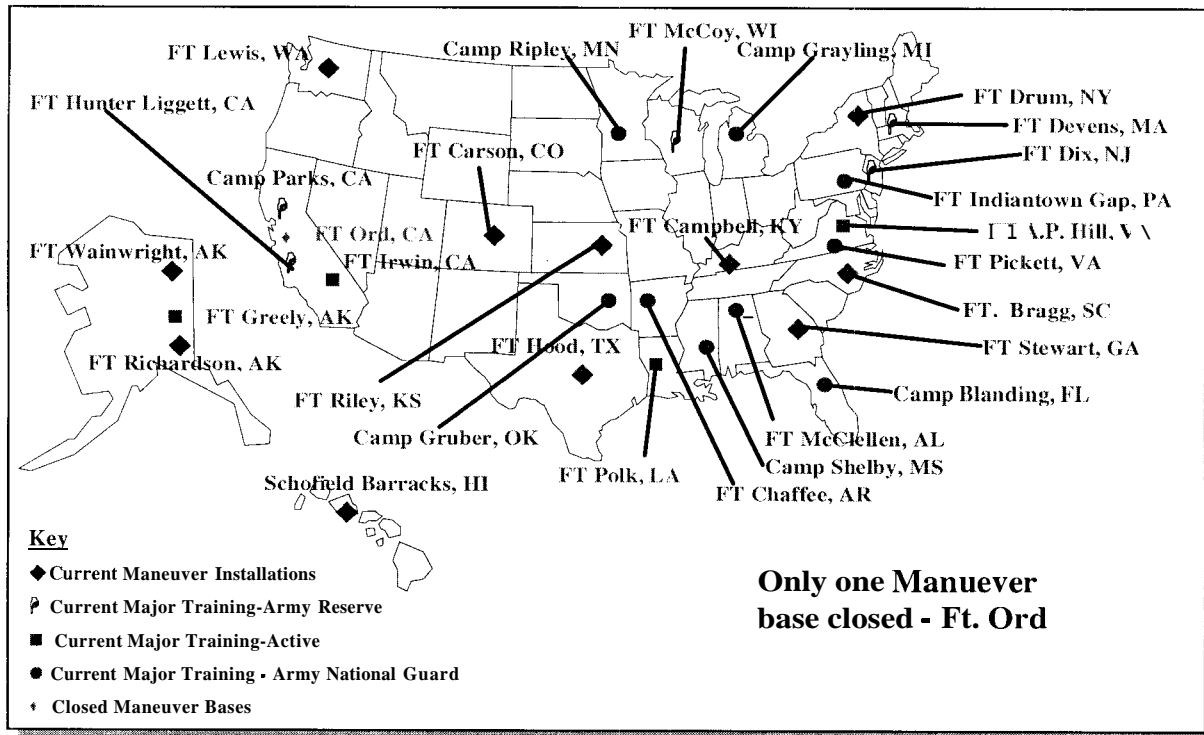 FT McCoy, WI
FT Lewis, WA
Camp Ripley, MN
Camp Grayling, MI
FT Hunter Liggett, CA
FT Drum, NY
FT Devens, MA
FT Carson, CO
FT Dix, NJ
Camp Parks, CA
FT Indiantown Gap, PA
FT Campbell, KY
FT Ord, CA
A.P. Hill,
FT Wainwright, AK
FT Irwin, CA
FT Pickett, VA
FT. Bragg, SC
FT Greely, AK
FT Hood, TX
FT Stewart, GA
FT Richardson, AK
Camp Blanding, FL
FT Riley, KS
Camp Gruber, OK
FT McClellen, AL
Camp Shelby, MS
FT Polk, LA
FT Chaffee, AR
Schofield Barracks, HI
Key
Current Maneuver Installations
Current Major Training-Army Reserve
Current Major Training-Active
Current Major Training - Army National Guard
Closed Maneuver Bases
Only one Manuever
base closed - Ft. Ord